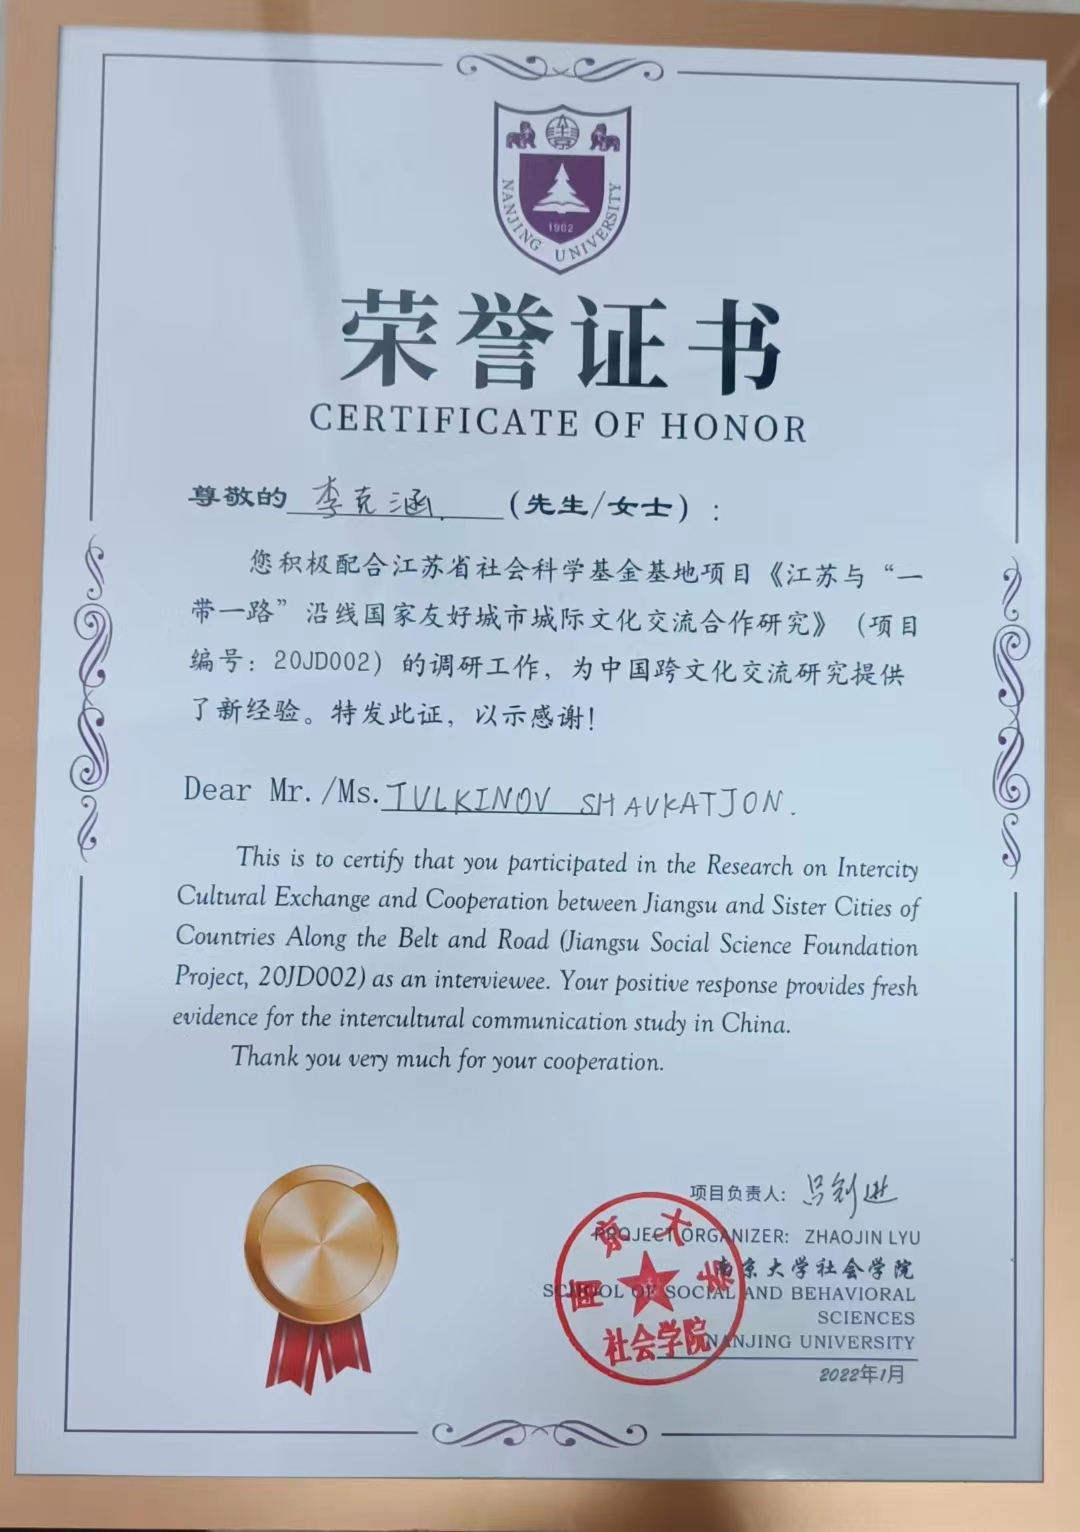 NANJING UNIVERSITY
1902
荣誉证书
CERTIFICATE OF HONOR
尊敬的李克涵(先生/女士):
您积极配合江苏省社会科学基金基地项目《江苏与“一
带一路”沿线国家友好城市城际文化交流合作研究》(项目
编号:20JD002)的调研工作,为中国跨文化交流研究提供
了新经验。特发此证,以示感谢!
Dear Mr./Ms. TULKINOV SHAVKATJON.
This is to certify that you participated in the Research on Intercity
Cultural Exchange and Cooperation between Jiangsu and Sister Cities of
Countries Along the Belt and Road (Jiangsu Social Science Foundation
Project, 20JD002) as an interviewee. Your positive response provides fresh
evidence for the intercultural communication study in China.
Thank you very much for your cooperation.
项目负责人:
PROJECT ORGANIZER: ZHAOJIN LYU
南京大学社会学院
SCHOOL OF SOCIAL AND BEHAVIORAL
SCIENCES
NANJING UNIVERSITY
2022年1月
南京大学
社会学院